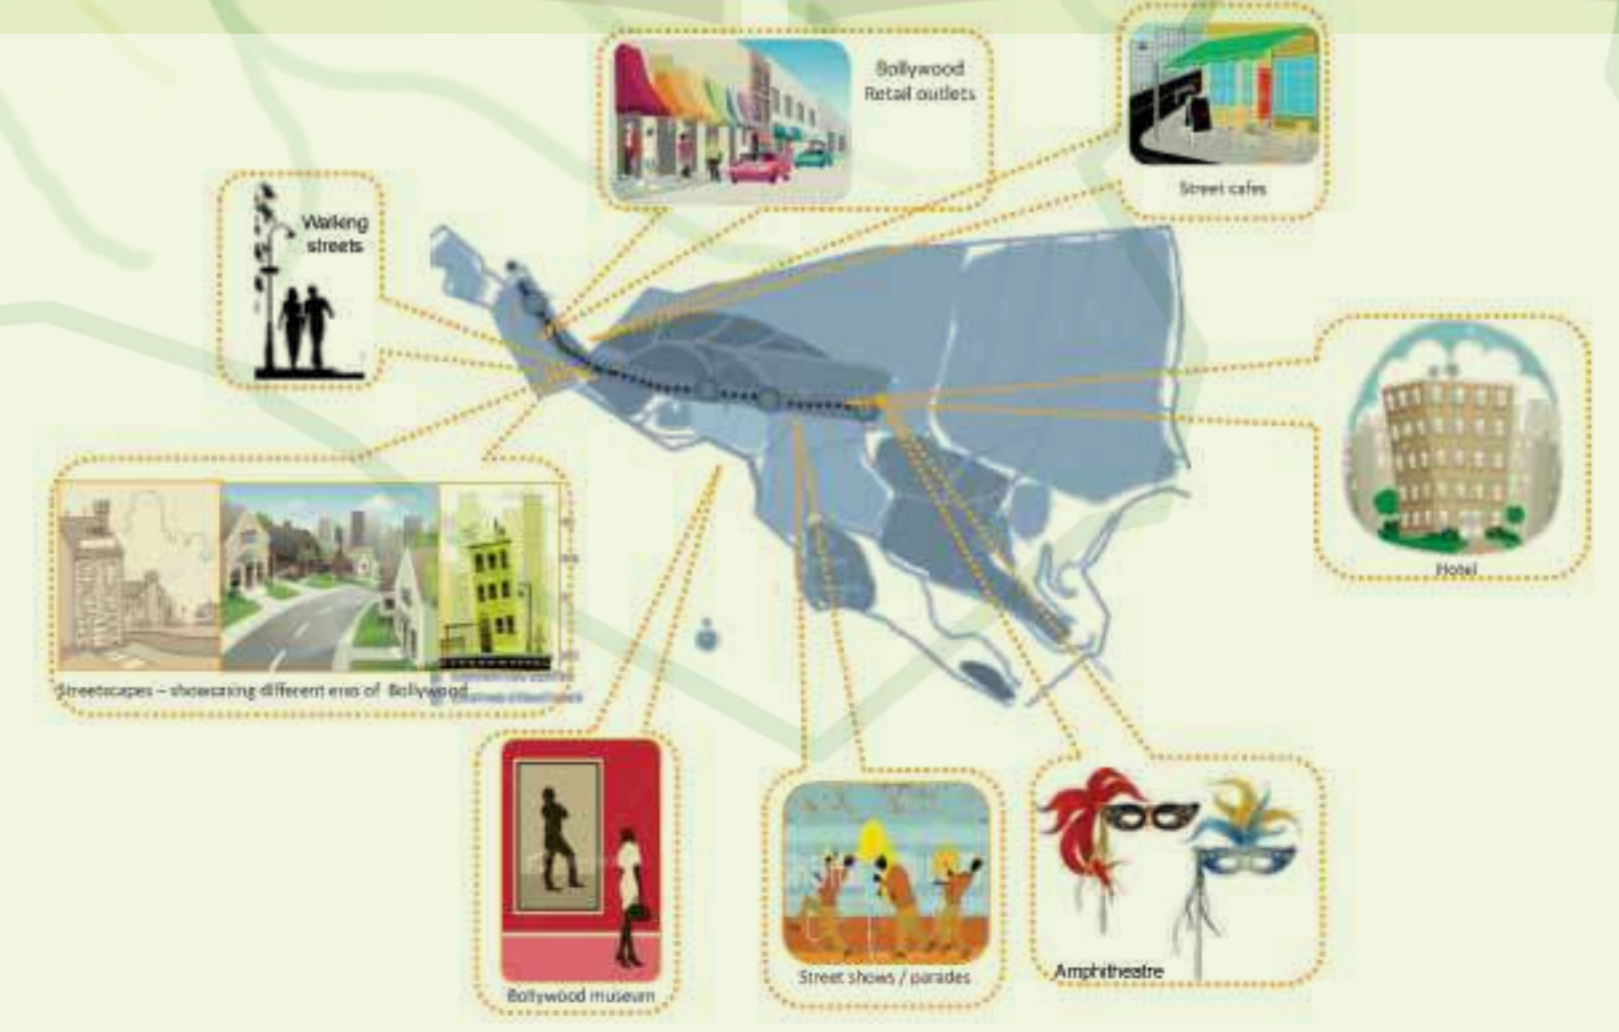 Bollywood
Retail outlets
Street cafes
Walking
streets
Hotel
Streetscapes – showcasing different eras of Bollywood
Bollywood museum
Street shows / parades
Amphitheatre